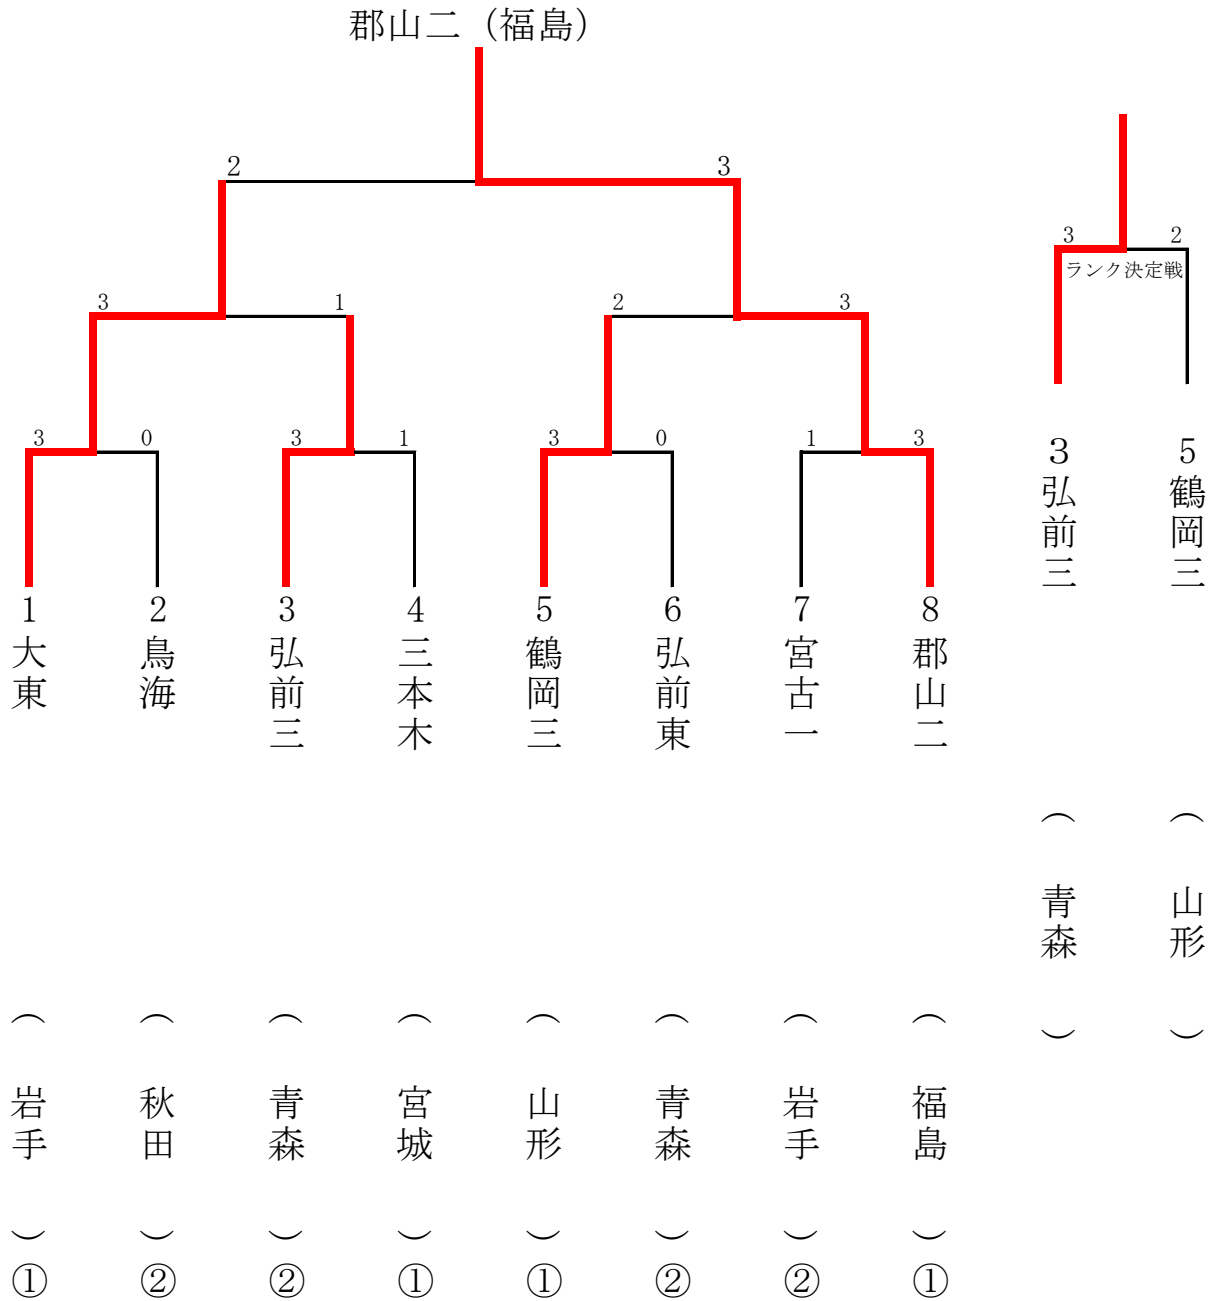 郡山二（福島）
2 3
3 2
ランク決定戦
3 1 2 3
3 0 3 1 3 0 1 3
1大東（岩手）①
2鳥海（秋田）②
3弘前三（青森）②
4三本木（宮城）①
5鶴岡三（山形）①
6弘前東（青森）②
7宮古一（岩手）②
8郡山二（福島）①
3弘前三（青森）
5鶴岡三（山形）